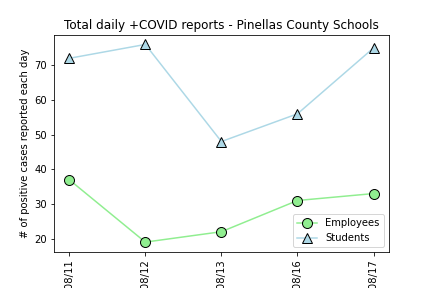 Total daily +COVID reports - Pinellas County Schools
# of positive cases reported each day
70
60
50
40
30
20
Employees
Students
08/11
08/12
08/13
08/16
08/17